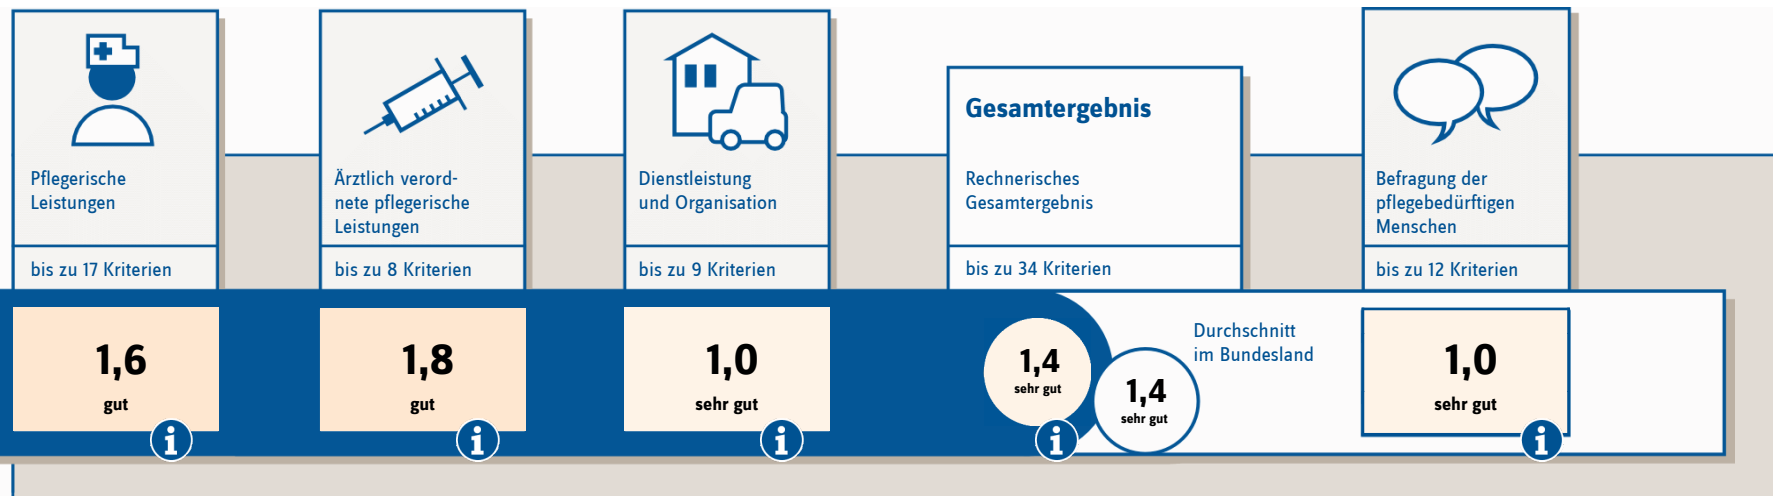 Pflegerische
Leistungen
bis zu 17 Kriterien
1,6
gut
i
Ärztlich verord-
nete pflegerische
Leistungen
bis zu 8 Kriterien
1,8
gut
i
Dienstleistung
und Organisation
bis zu 9 Kriterien
1,0
sehr gut
i
Gesamtergebnis
Rechnerisches
Gesamtergebnis
bis zu 34 Kriterien
1,4
sehr gut
i
1,4
sehr gut
Durchschnitt
im Bundesland
Befragung der
pflegebedürftigen
Menschen
bis zu 12 Kriterien
1,0
sehr gut
i